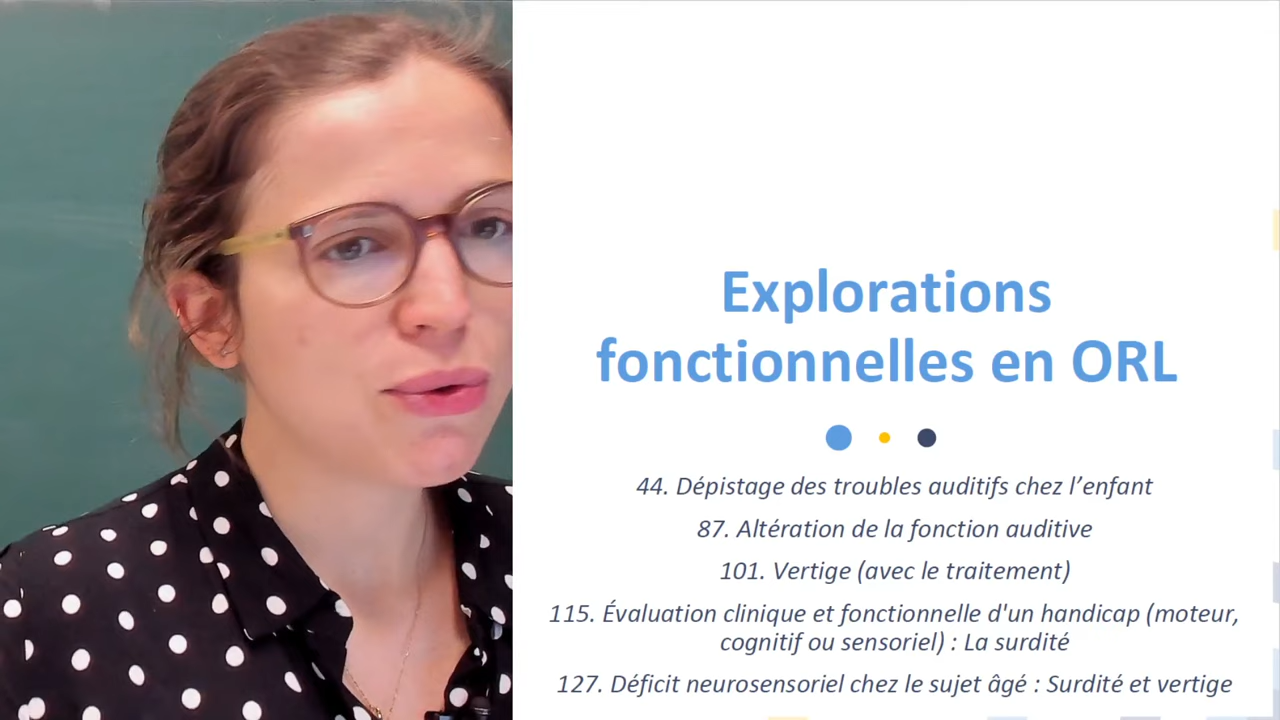 Explorations
fonctionnelles en ORL
44. Dépistage des troubles auditifs chez l’enfant
87. Altération de la fonction auditive
101. Vertige (avec le traitement)
115. Évaluation clinique et fonctionnelle d'un handicap (moteur,
cognitif ou sensoriel) : La surdité
127. Déficit neurosensoriel chez le sujet âgé : Surdité et vertige